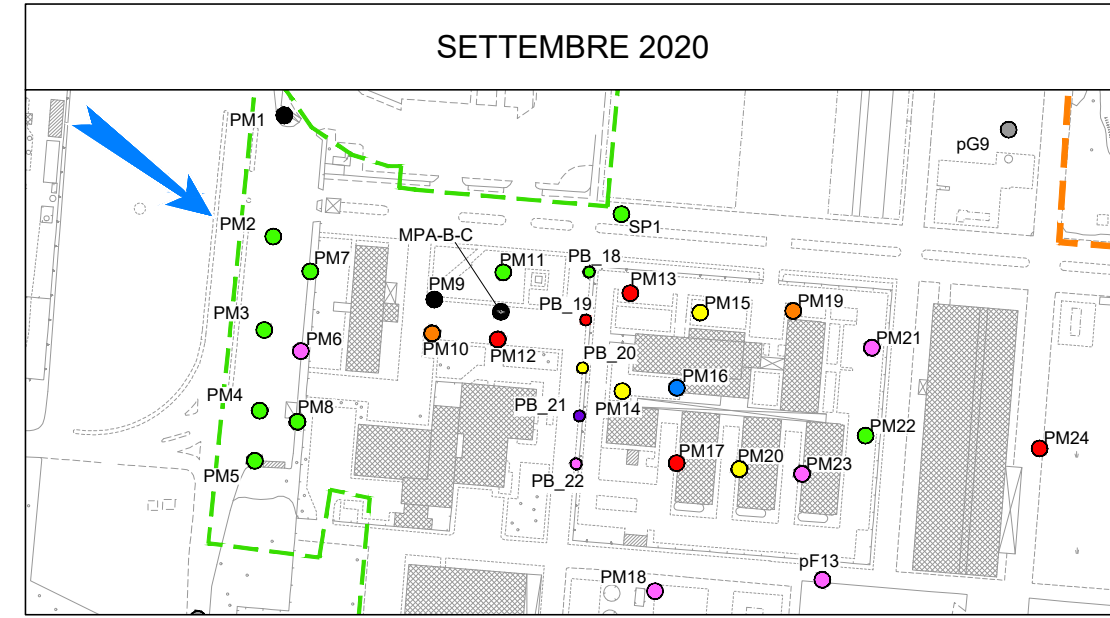 SETTEMBRE 2020
PM1
pG9
PM2
MPA-B-C
SP1
PM7
PM11
PB_18
PM9
PM13
PM15
PM19
PM3
PM6
PB_19
PM10
PM12
PM21
PB_20
PM16
PM4
PM8
PB_21
PM14
PM22
PM5
PM17
PM20
PM23
PM24
PB_22
pF13
PM18